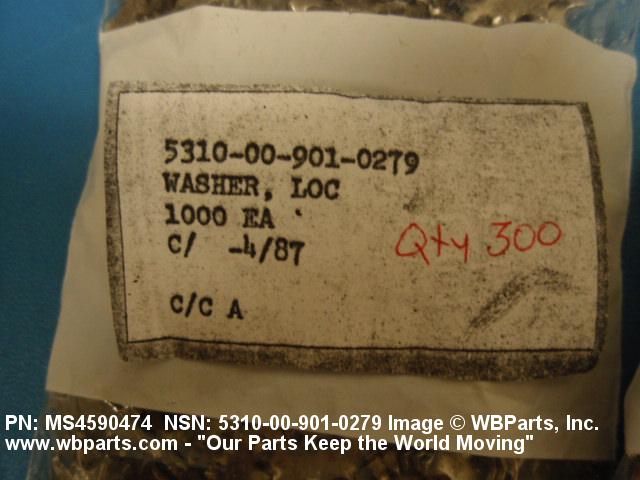 5310-00-901-0279
WASHER, LOC
1000 EA
C/ -4/87
Qty 300
C/C A
PN: MS4590474 NSN: 5310-00-901-0279 Image © WBParts, Inc.
www.wbparts.com - "Our Parts Keep the World Moving"